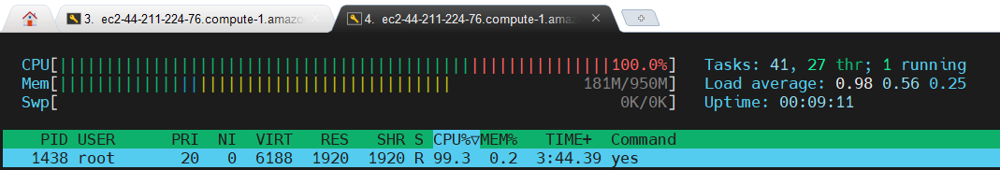 3. ec2-44-211-224-76.compute-1.amazo
4. ec2-44-211-224-76.compute-1.amaz
CPU[||||||||||||||||||||||||||||||||||||||||||||||||||||||||||||100.0%] Tasks: 41, 27 thr; 1 running
Mem[||||||||||||||||||||||||||||||||||||||||||| 181M/950M] Load average: 0.98 0.56 0.25
Swp[ 0K/0K] Uptime: 00:09:11
PID USER PRI NI VIRT RES SHR S CPU%▽MEM% TIME+ Command
1438 root 20 0 6188 1920 1920 R 99.3 0.2 3:44.39 yes